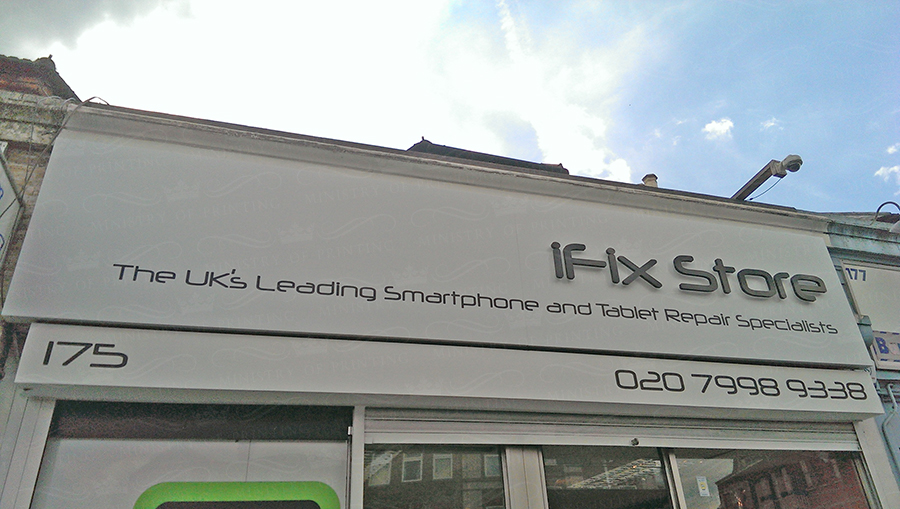 iFix Store
The UK's Leading Smartphone and Tablet Repair Specialists
175
020 7998 9338
177
B